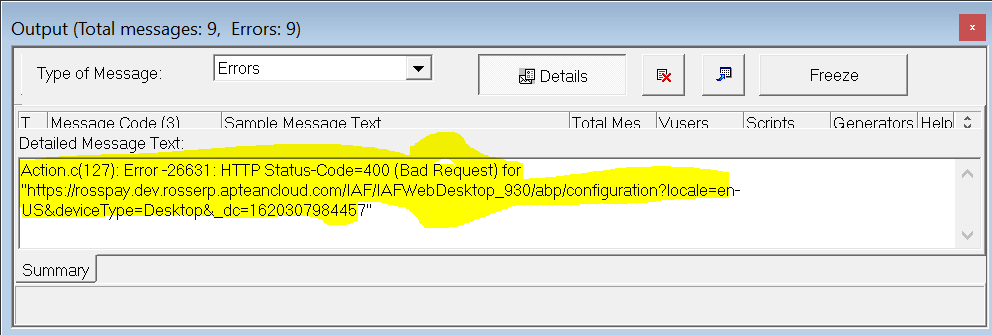 Output (Total messages: 9, Errors: 9)
x
Type of Message:
Errors
Details
Freeze
T Message Code (3) Sample Message Text Total Mes Vusers Scripts Generators Help
Detailed Message Text:
Action.c(127): Error -26631: HTTP Status-Code=400 (Bad Request) for
"https://rosspay.dev.rosserp.apteancloud.com/IAF/IAFWebDesktop_930/abp/configuration?locale=en-
US&deviceType=Desktop&_dc=1620307984457"
Summary